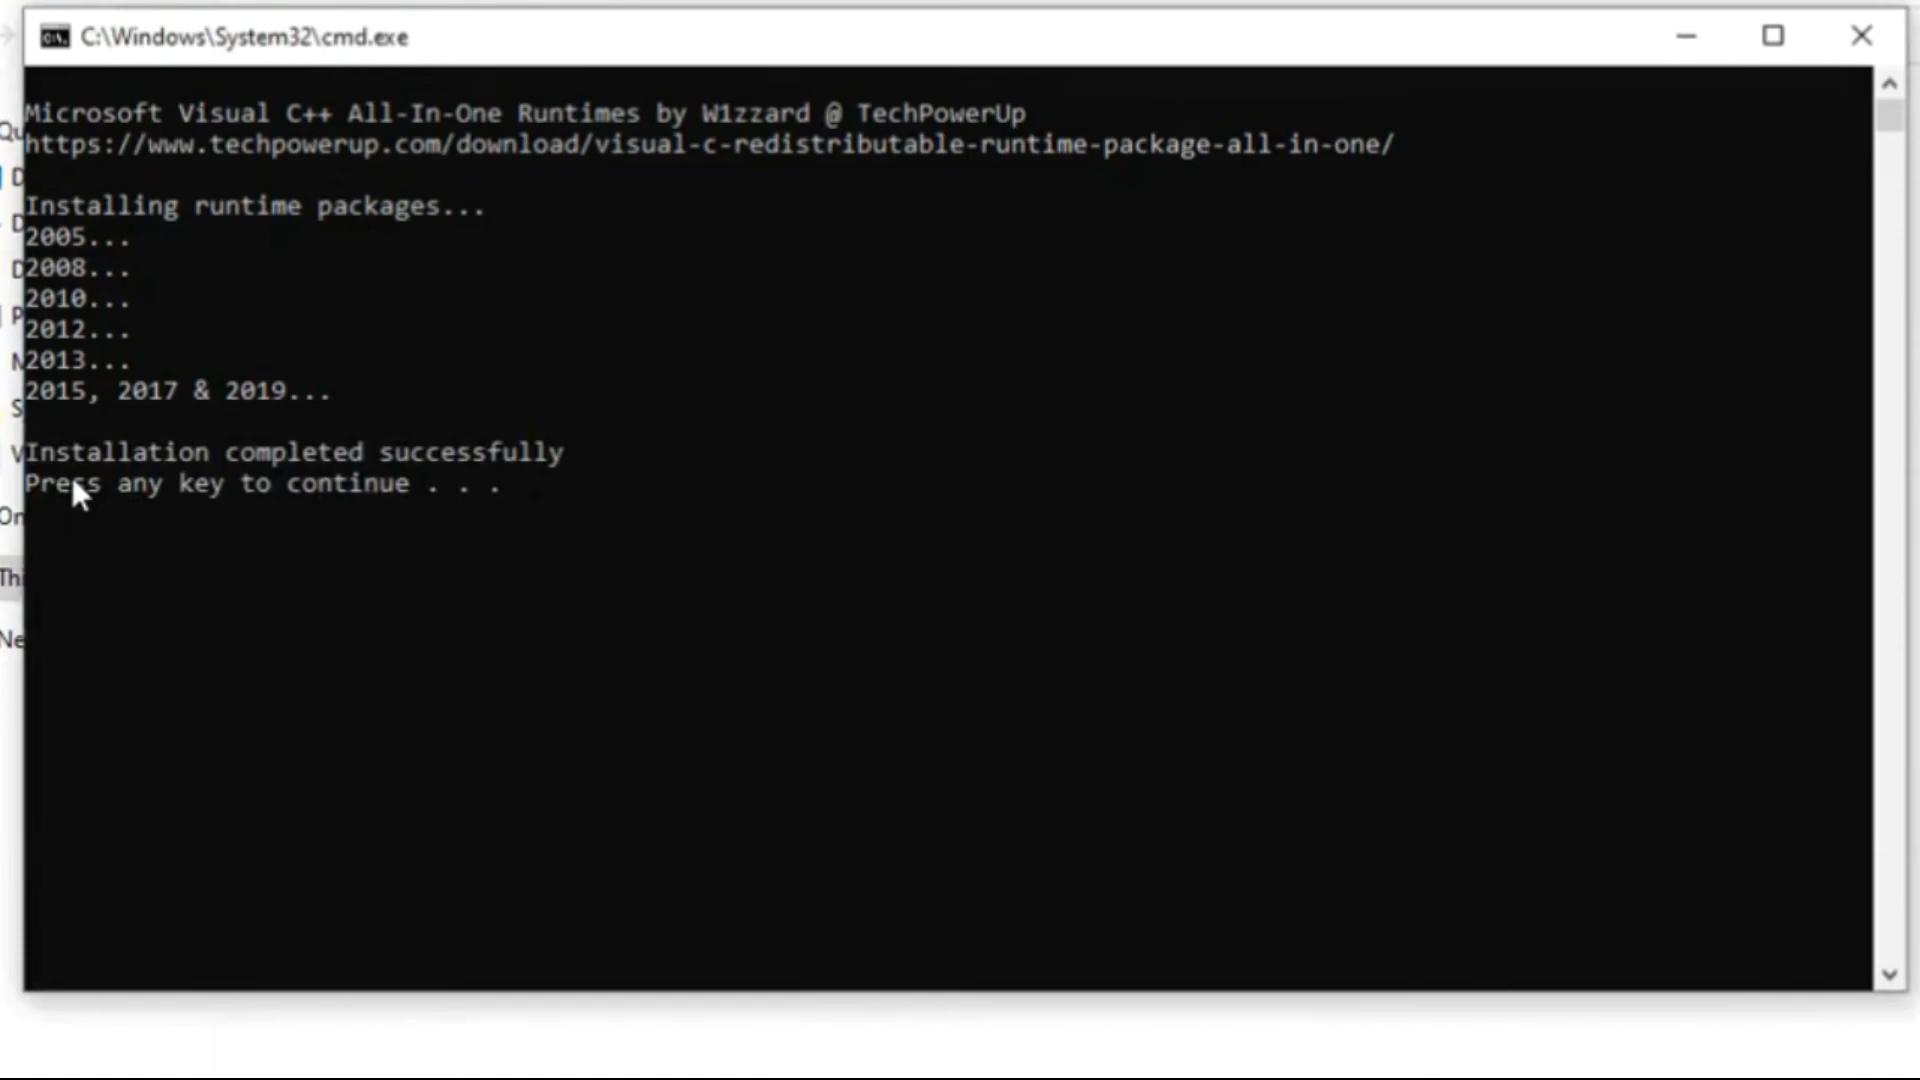 C:\Windows\System32\cmd.exe
Microsoft Visual C++ All-In-One Runtimes by W1zzard @ TechPowerUp
https://www.techpowerup.com/download/visual-c-redistributable-runtime-package-all-in-one/
Installing runtime packages...
2005...
2008...
2010...
2012...
2013...
2015, 2017 & 2019...
Installation completed successfully
Press any key to continue . . .